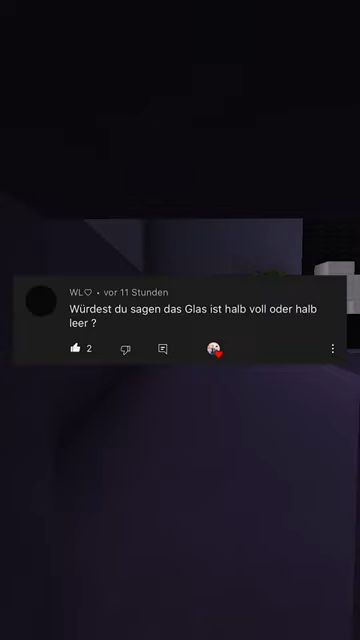 WL♡ • vor 11 Stunden
Würdest du sagen das Glas ist halb voll oder halb
leer ?
2